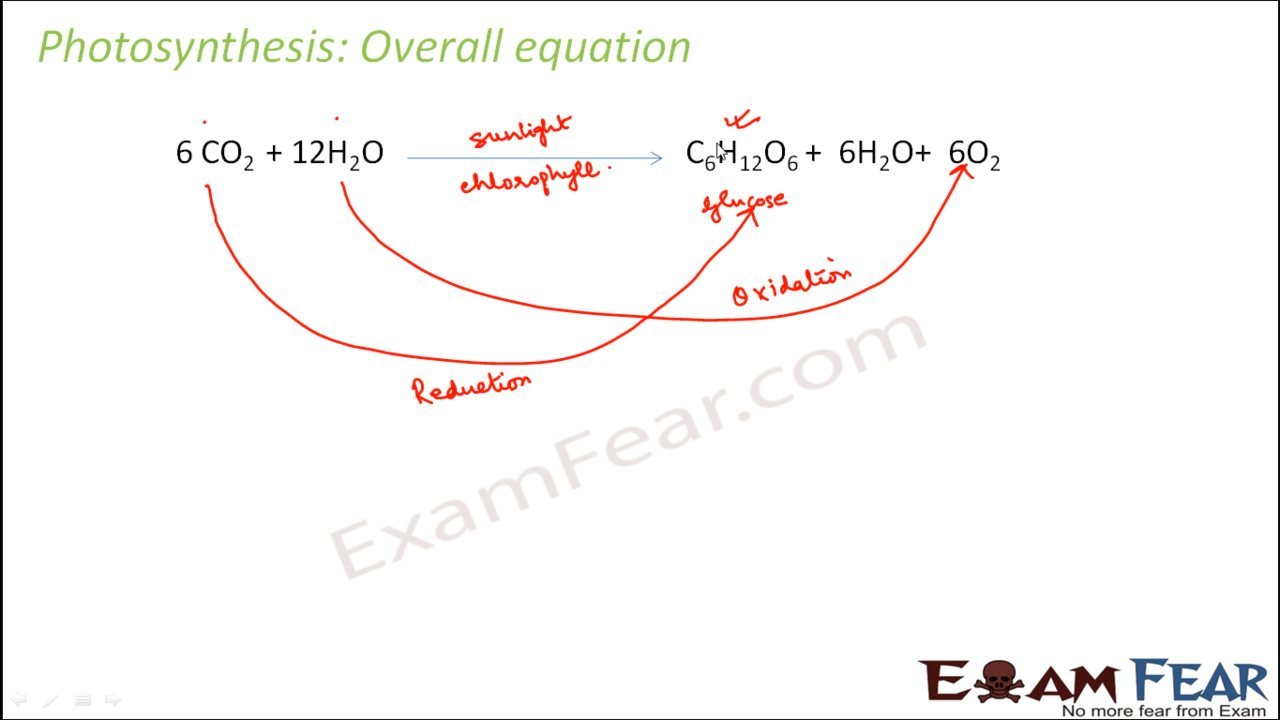 Photosynthesis: Overall equation
sunlight
6 CO₂ + 12H₂O C₆H₁₂O₆ + 6H₂O+ 6O₂
chlorophyll.
glucose
Oxidation
Reduction
ExamFear.com
EXAM FEAR
No more fear from Exam